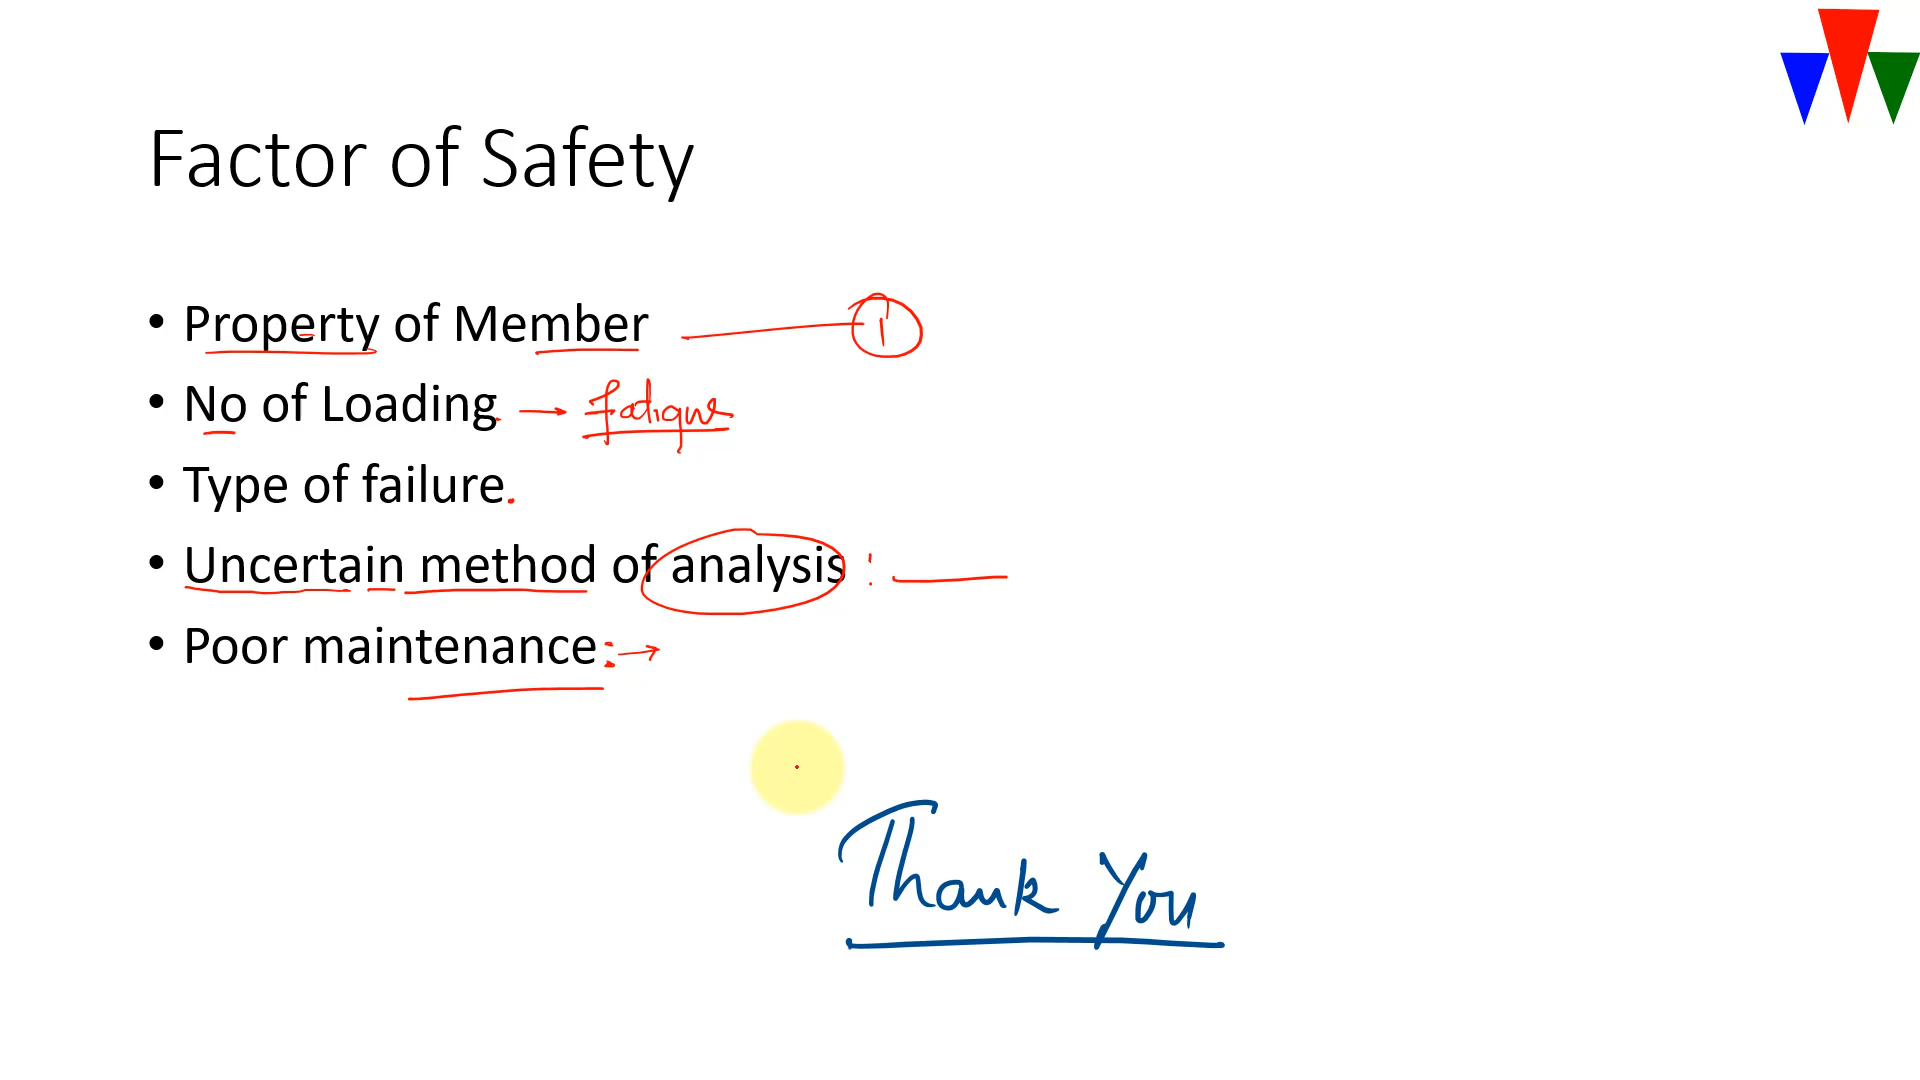 Factor of Safety
• Property of Member 1
• No of Loading → fatigue
• Type of failure.
• Uncertain method of analysis :
• Poor maintenance: →
Thank You